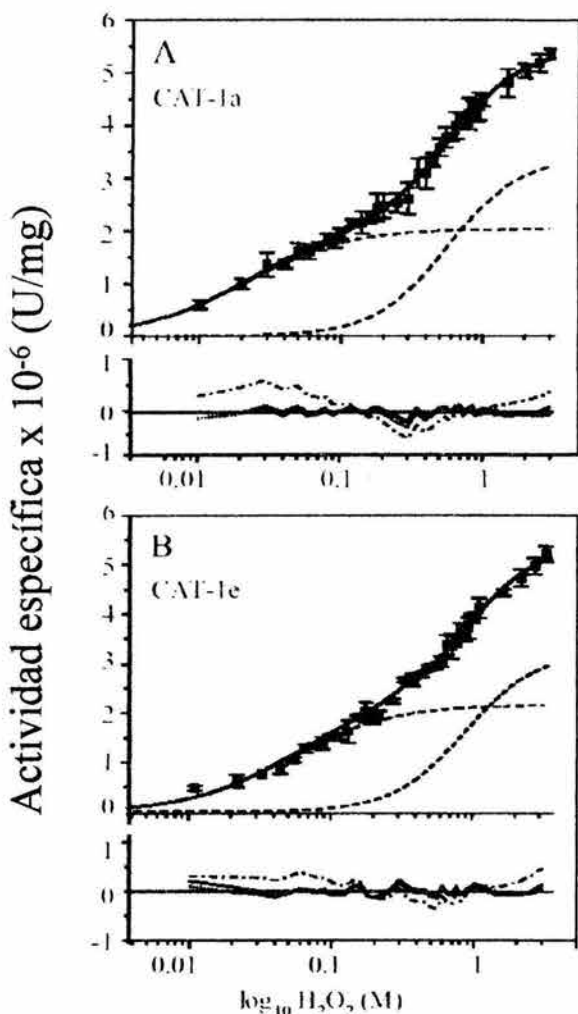 Actividad específica x 10⁻⁶ (U/mg)
6
A
CAT-1a
5
4
3
2
1
0
1
0
-1
0.01 0.1 1
6
B
CAT-1e
5
4
3
2
1
0
1
0
-1
0.01 0.1 1
log₁₀ H₂O₂ (M)